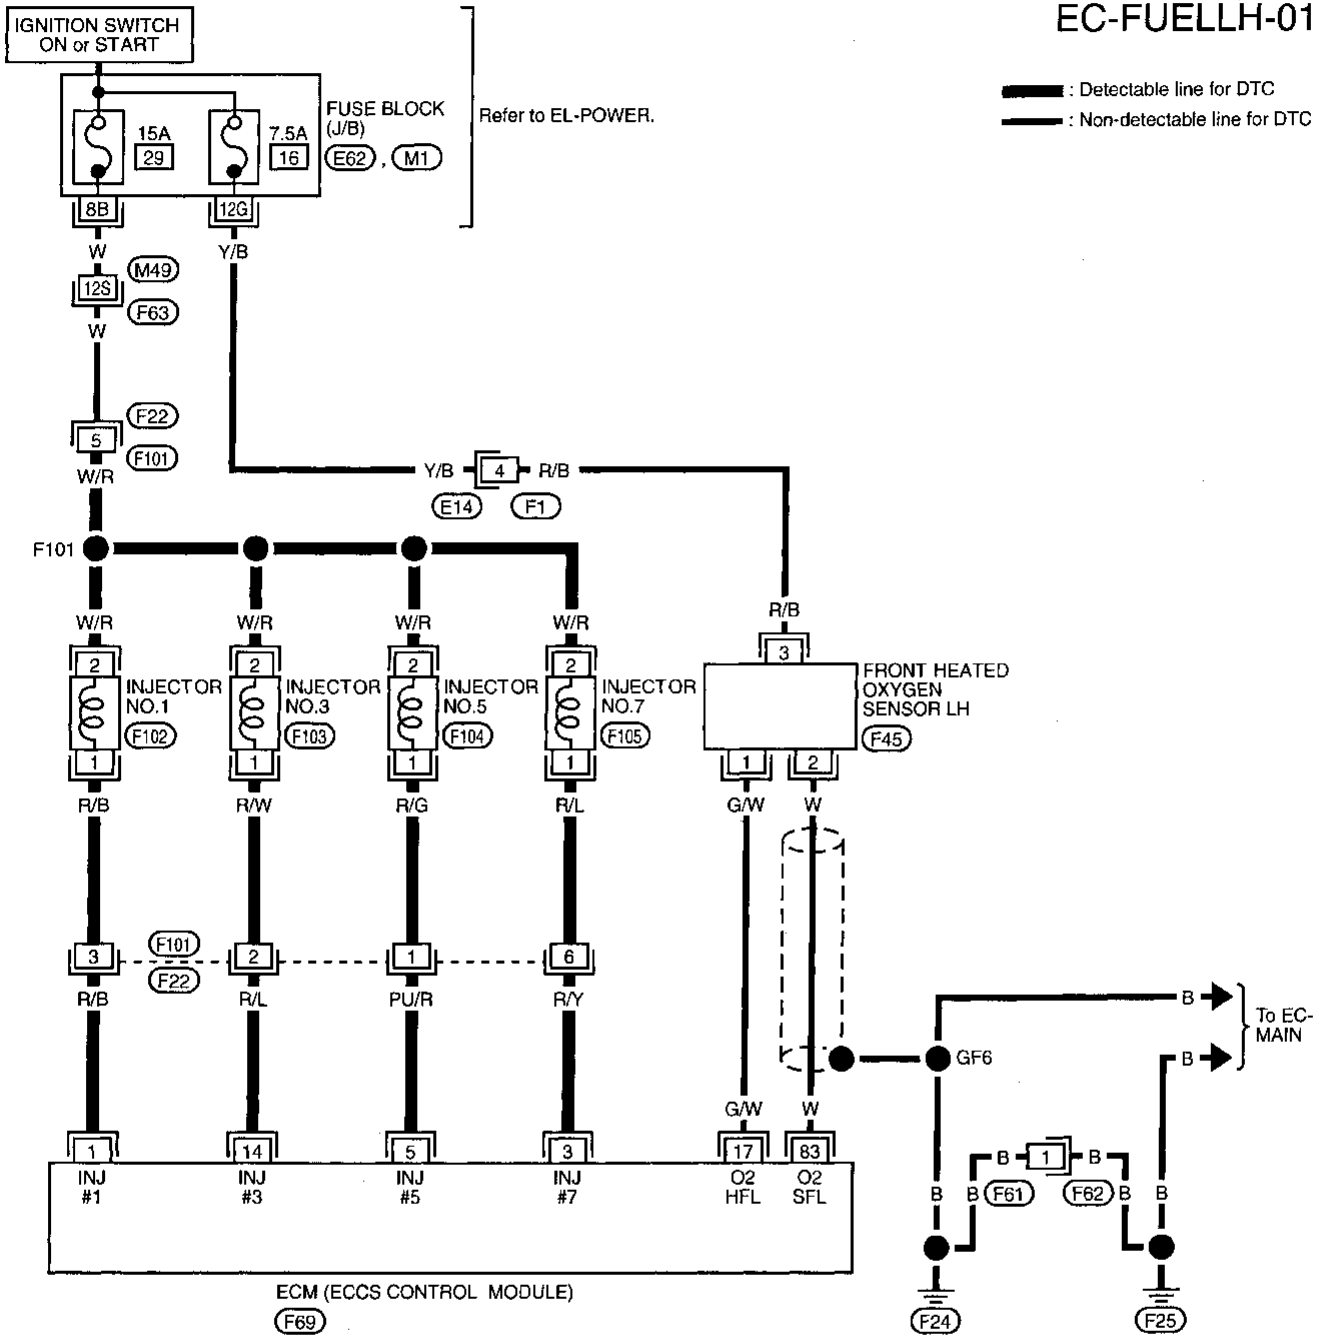 EC-FUELLH-01
IGNITION SWITCH
ON or START
: Detectable line for DTC
: Non-detectable line for DTC
FUSE BLOCK
(J/B)
E62 , M1
Refer to EL-POWER.
15A
29
7.5A
16
8B
12G
W
Y/B
M49
12S
F63
W
F22
5
F101
W/R
Y/B 4 R/B
E14 F1
F101
R/B
W/R W/R W/R W/R
3
2 2 2 2
FRONT HEATED
OXYGEN
SENSOR LH
F45
INJECTOR
NO.1
F102
INJECTOR
NO.3
F103
INJECTOR
NO.5
F104
INJECTOR
NO.7
F105
1 1 1 1 1 2
R/B R/W R/G R/L G/W W
F101
3 2 1 6
F22
R/B R/L PU/R R/Y
B
To EC-
MAIN
B
GF6
G/W W
1 14 5 3 17 83
INJ
#1
INJ
#3
INJ
#5
INJ
#7
O2
HFL
O2
SFL
B 1 B
B B F61 F62 B B
ECM (ECCS CONTROL MODULE)
F69
F24 F25